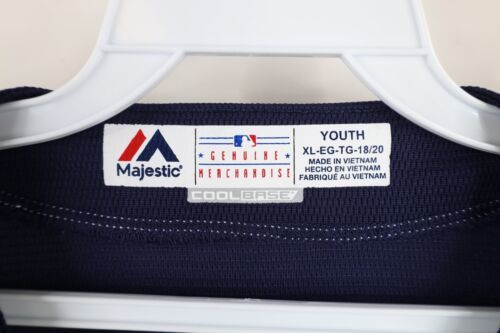 Majestic®
GENUINE
MERCHANDISE
COOLBASE
YOUTH
XL-EG-TG-18/20
MADE IN VIETNAM
HECHO EN VIETNAM
FABRIQUÉ AU VIETNAM